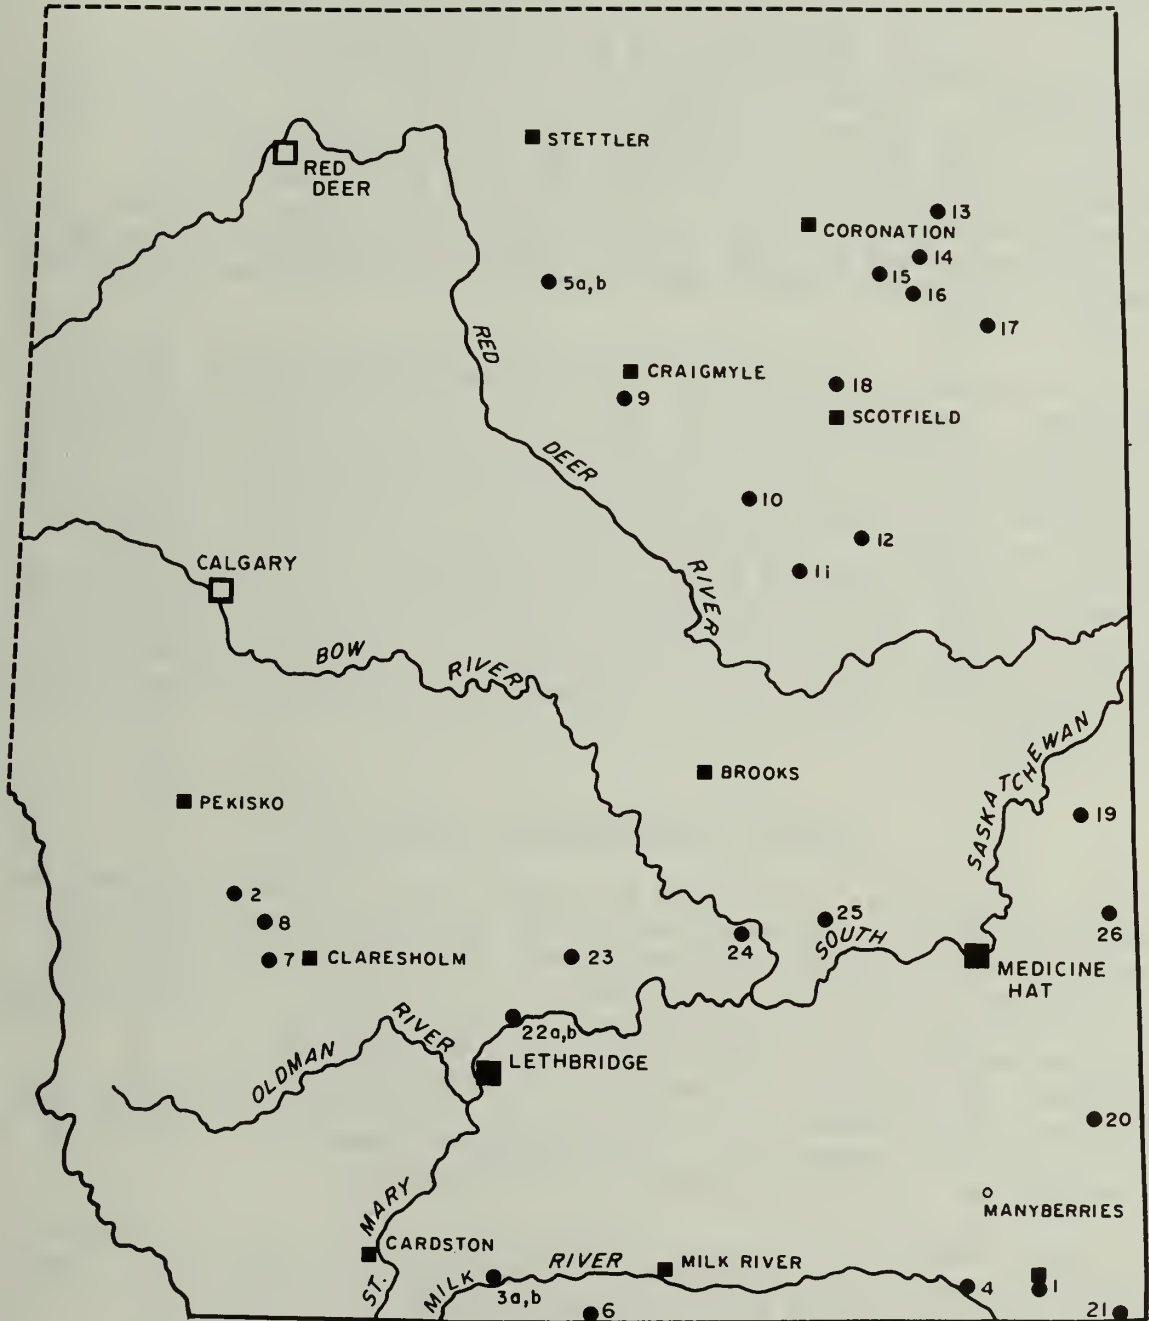 STETTLER
RED
DEER
13
CORONATION
14
15
16
5a,b
17
RED
CRAIGMYLE
18
9
SCOTFIELD
DEER
10
12
11
CALGARY
RIVER
BOW
RIVER
SASKATCHEWAN
BROOKS
PEKISKO
19
2
8
25
26
24
SOUTH
7
CLARESHOLM
23
MEDICINE
HAT
22a,b
RIVER
OLDMAN
LETHBRIDGE
20
MANYBERRIES
ST. MARY
CARDSTON
MILK
RIVER
MILK RIVER
3a,b
6
4
1
21